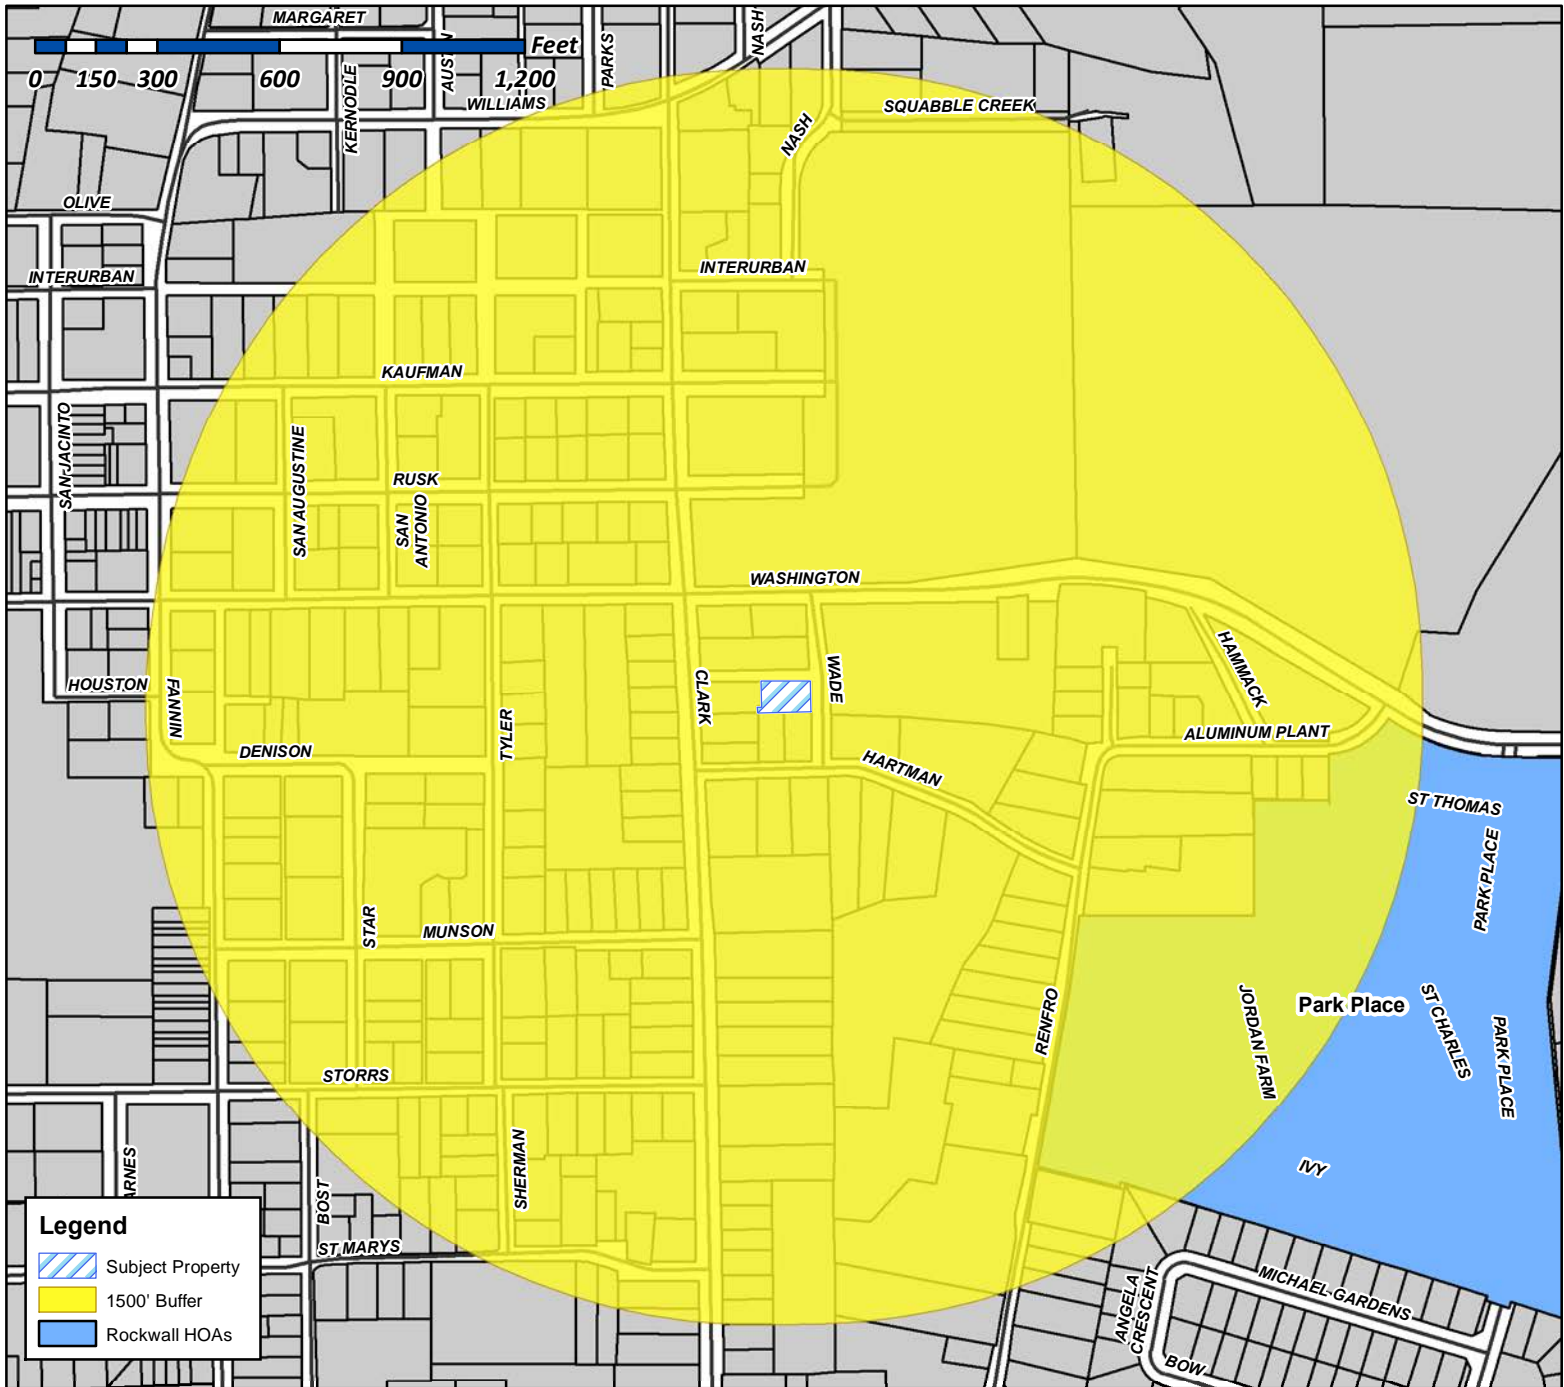 MARGARET
Feet
0 150 300 600 900 1,200
KERNODLE
PARKS
NASH
WILLIAMS
SQUABBLE CREEK
NASH
OLIVE
INTERURBAN
INTERURBAN
KAUFMAN
SAN JACINTO
SAN AUGUSTINE
RUSK
SAN
ANTONIO
WASHINGTON
HOUSTON
FANNIN
TYLER
CLARK
WADE
HAMMACK
DENISON
HARTMAN
ALUMINUM PLANT
ST THOMAS
PARK PLACE
STAR
MUNSON
RENFRO
JORDAN FARM
Park Place
ST CHARLES
PARK PLACE
STORRS
SHERMAN
IVY
ARNES
BOST
ST MARYS
ANGELA
CRESCENT
MICHAEL GARDENS
BOW
Legend
Subject Property
1500' Buffer
Rockwall HOAs